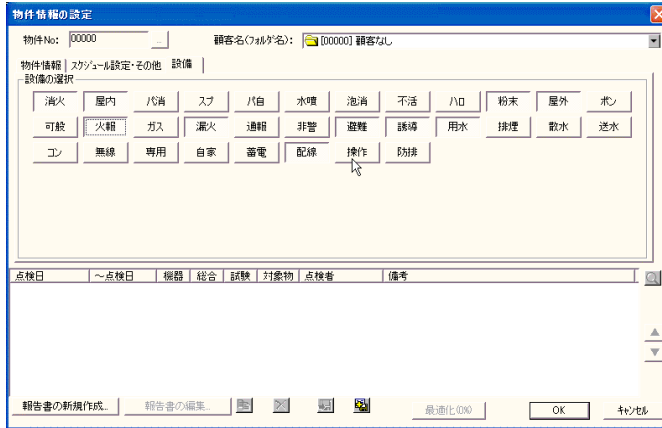 物件情報の設定
物件No: 00000 ... 顧客名(フォルダ名): [00000] 顧客なし
物件情報 スケジュール設定・その他 設備
設備の選択
消火 屋内 パ消 スプ パ自 水噴 泡消 不活 ハロ 粉末 屋外 ポン
可般 火報 ガス 漏火 通報 非警 避難 誘導 用水 排煙 散水 送水
コン 無線 専用 自家 蓄電 配線 操作 防排
点検日 ～点検日 機器 総合 試験 対象物 点検者 備考
報告書の新規作成... 報告書の編集... 最適化(0%) OK キャンセル